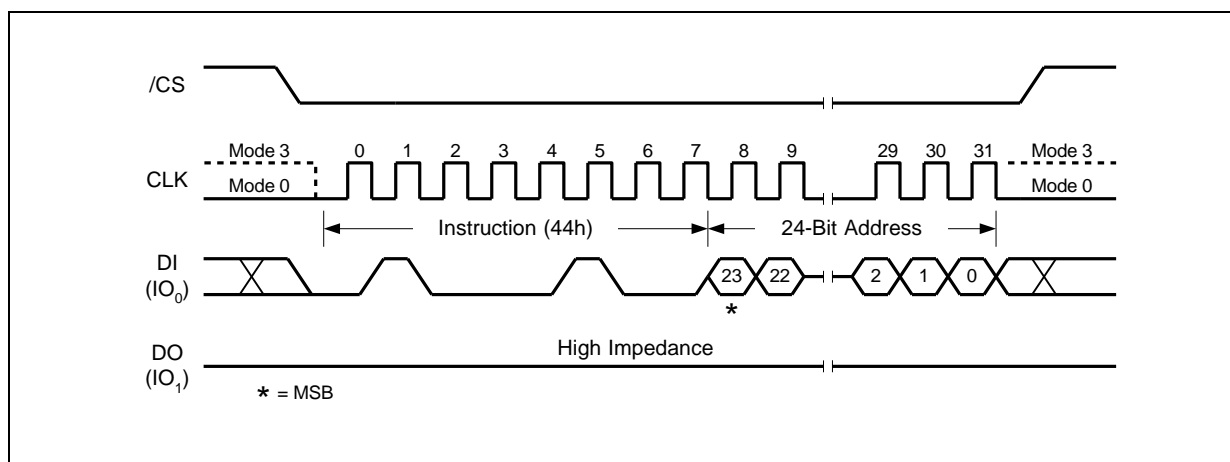 /CS
Mode 3 0 1 2 3 4 5 6 7 8 9 29 30 31 Mode 3
CLK Mode 0 Mode 0
Instruction (44h) 24-Bit Address
DI
(IO0) 23 22 2 1 0
*
High Impedance
DO
(IO1)
* = MSB